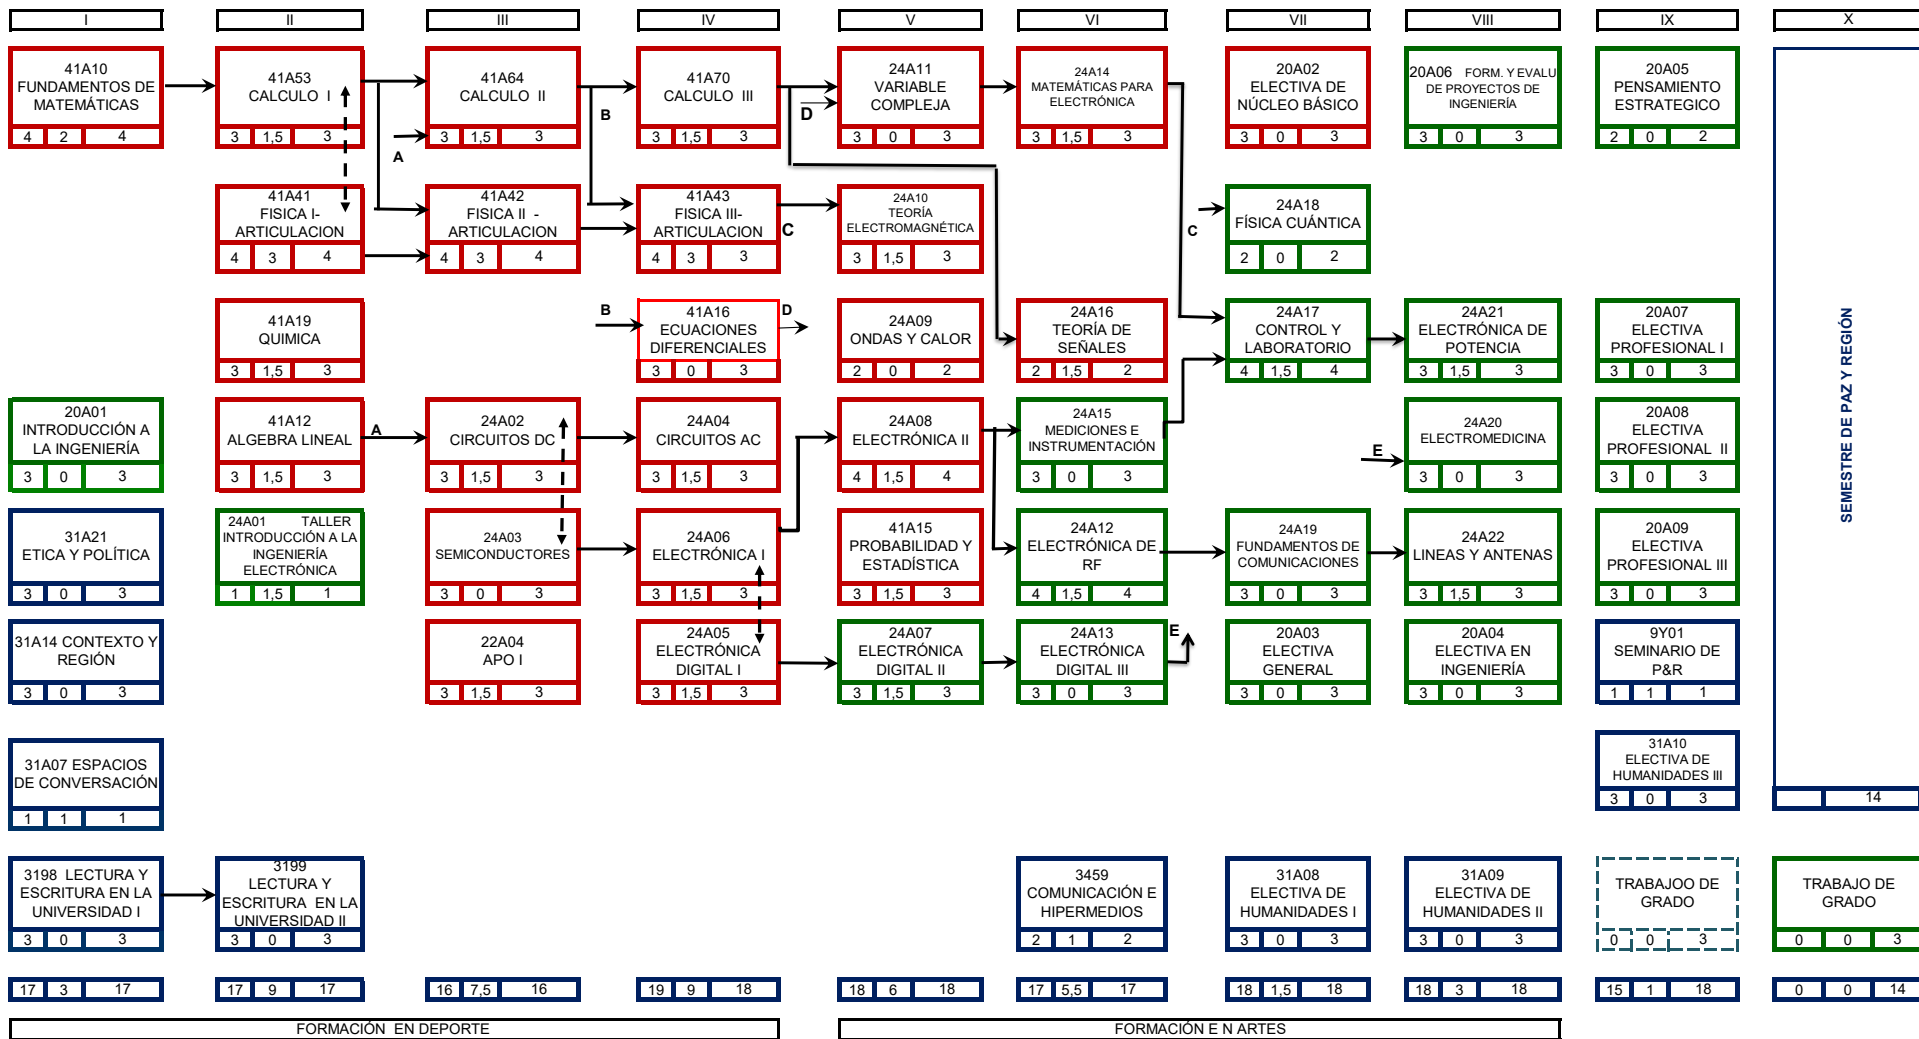 I II III IV V VI VII VIII IX X
41A10
FUNDAMENTOS DE
MATEMÁTICAS
4 2 4
41A53
CALCULO I
3 1,5 3
41A64
CALCULO II
3 1,5 3
A
B
41A70
CALCULO III
3 1,5 3
D
24A11
VARIABLE
COMPLEJA
3 0 3
24A14
MATEMÁTICAS PARA
ELECTRÓNICA
3 1,5 3
20A02
ELECTIVA DE
NÚCLEO BÁSICO
3 0 3
20A06 FORM. Y EVALU
DE PROYECTOS DE
INGENIERÍA
3 0 3
20A05
PENSAMIENTO
ESTRATEGICO
2 0 2
41A41
FISICA I-
ARTICULACION
4 3 4
41A42
FISICA II -
ARTICULACION
4 3 4
41A43
FISICA III-
ARTICULACION
4 3 3
C
24A10
TEORÍA
ELECTROMAGNÉTICA
3 1,5 3
C
24A18
FÍSICA CUÁNTICA
2 0 2
41A19
QUIMICA
3 1,5 3
B
41A16
ECUACIONES
DIFERENCIALES
3 0 3
D
24A09
ONDAS Y CALOR
2 0 2
24A16
TEORÍA DE
SEÑALES
2 1,5 2
24A17
CONTROL Y
LABORATORIO
4 1,5 4
24A21
ELECTRÓNICA DE
POTENCIA
3 1,5 3
20A07
ELECTIVA
PROFESIONAL I
3 0 3
SEMESTRE DE PAZ Y REGIÓN
20A01
INTRODUCCIÓN A
LA INGENIERÍA
3 0 3
41A12
ALGEBRA LINEAL
3 1,5 3
A
24A02
CIRCUITOS DC
3 1,5 3
24A04
CIRCUITOS AC
3 1,5 3
24A08
ELECTRÓNICA II
4 1,5 4
24A15
MEDICIONES E
INSTRUMENTACIÓN
3 0 3
E
24A20
ELECTROMEDICINA
3 0 3
20A08
ELECTIVA
PROFESIONAL II
3 0 3
31A21
ETICA Y POLÍTICA
3 0 3
24A01 TALLER
INTRODUCCIÓN A LA
INGENIERÍA
ELECTRÓNICA
1 1,5 1
24A03
SEMICONDUCTORES
3 0 3
24A06
ELECTRÓNICA I
3 1,5 3
41A15
PROBABILIDAD Y
ESTADÍSTICA
3 1,5 3
24A12
ELECTRÓNICA DE
RF
4 1,5 4
24A19
FUNDAMENTOS DE
COMUNICACIONES
3 0 3
24A22
LINEAS Y ANTENAS
3 1,5 3
20A09
ELECTIVA
PROFESIONAL III
3 0 3
31A14 CONTEXTO Y
REGIÓN
3 0 3
22A04
APO I
3 1,5 3
24A05
ELECTRÓNICA
DIGITAL I
3 1,5 3
24A07
ELECTRÓNICA
DIGITAL II
3 1,5 3
24A13
ELECTRÓNICA
DIGITAL III
3 0 3
E
20A03
ELECTIVA
GENERAL
3 0 3
20A04
ELECTIVA EN
INGENIERÍA
3 0 3
9Y01
SEMINARIO DE
P&R
1 1 1
31A07 ESPACIOS
DE CONVERSACIÓN
1 1 1
31A10
ELECTIVA DE
HUMANIDADES III
3 0 3
14
3198 LECTURA Y
ESCRITURA EN LA
UNIVERSIDAD I
3 0 3
3199
LECTURA Y
ESCRITURA EN LA
UNIVERSIDAD II
3 0 3
3459
COMUNICACIÓN E
HIPERMEDIOS
2 1 2
31A08
ELECTIVA DE
HUMANIDADES I
3 0 3
31A09
ELECTIVA DE
HUMANIDADES II
3 0 3
TRABAJOO DE
GRADO
0 0 3
TRABAJO DE
GRADO
0 0 3
17 3 17 17 9 17 16 7,5 16 19 9 18 18 6 18 17 5,5 17 18 1,5 18 18 3 18 15 1 18 0 0 14
FORMACIÓN EN DEPORTE FORMACIÓN E N ARTES